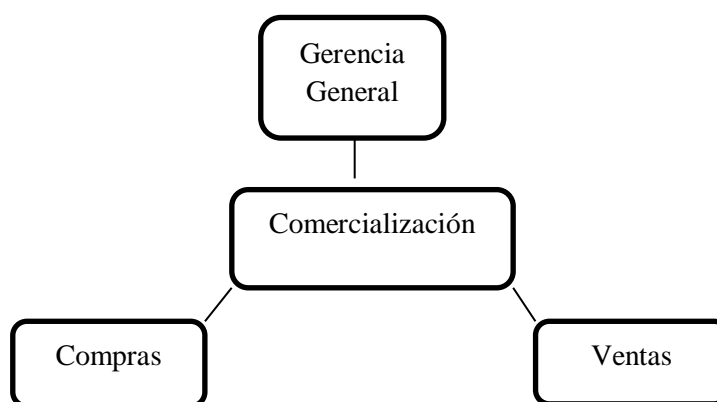 Gerencia
General
Comercialización
Compras
Ventas